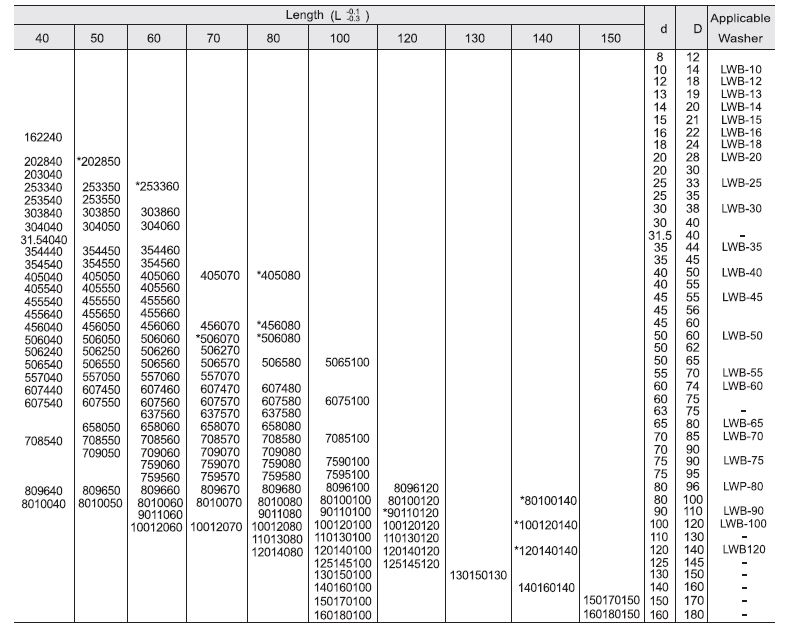 Length (L -0.1 -0.3 ) d D Applicable Washer
40 50 60 70 80 100 120 130 140 150
8 12
10 14 LWB-10
12 18 LWB-12
13 19 LWB-13
14 20 LWB-14
15 21 LWB-15
162240 16 22 LWB-16
18 24 LWB-18
202840 *202850 20 28 LWB-20
203040 20 30
253340 253350 *253360 25 33 LWB-25
253540 253550 25 35
303840 303850 303860 30 38 LWB-30
304040 304050 304060 30 40
31.54040 31.5 40 -
354440 354450 354460 35 44 LWB-35
354540 354550 354560 35 45
405040 405050 405060 405070 *405080 40 50 LWB-40
405540 405550 405560 40 55
455540 455550 455560 45 55 LWB-45
455640 455650 455660 45 56
456040 456050 456060 456070 *456080 45 60
506040 506050 506060 *506070 *506080 50 60 LWB-50
506240 506250 506260 506270 50 62
506540 506550 506560 506570 506580 5065100 50 65
557040 557050 557060 557070 55 70 LWB-55
607440 607450 607460 607470 607480 60 74 LWB-60
607540 607550 607560 607570 607580 6075100 60 75
637560 637570 637580 63 75 -
658050 658060 658070 658080 65 80 LWB-65
708540 708550 708560 708570 708580 7085100 70 85 LWB-70
709050 709060 709070 709080 70 90
759060 759070 759080 7590100 75 90 LWB-75
759560 759570 759580 7595100 75 95
809640 809650 809660 809670 809680 8096100 8096120 80 96 LWP-80
8010040 8010050 8010060 8010070 8010080 80100100 80100120 *80100140 80 100
9011060 9011080 90110100 *90110120 90 110 LWB-90
10012060 10012070 10012080 100120100 100120120 *100120140 100 120 LWB-100
11013080 110130100 110130120 110 130 -
12014080 120140100 120140120 *120140140 120 140 LWB120
125145100 125145120 125 145 -
130150100 130150130 130 150 -
140160100 140160140 140 160 -
150170100 150170150 150 170 -
160180100 160180150 160 180 -